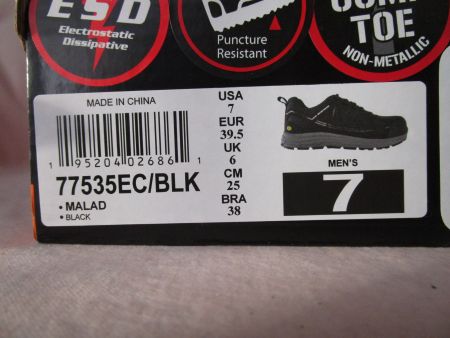 ESD
Electrostatic
Dissipative
Puncture
Resistant
TOE
NON-METALLIC
MADE IN CHINA
1 95204 02686 1
77535EC/BLK
• MALAD
• BLACK
USA
7
EUR
39.5
UK
6
CM
25
BRA
38
MEN'S
7